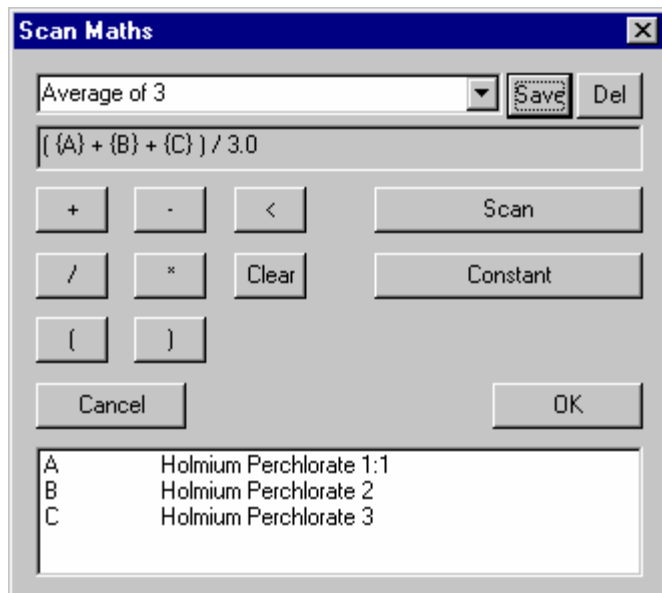 Scan Maths
Average of 3 Save Del
( {A} + {B} + {C} ) / 3.0
+ - < Scan
/ * Clear Constant
( )
Cancel OK
A Holmium Perchlorate 1:1
B Holmium Perchlorate 2
C Holmium Perchlorate 3